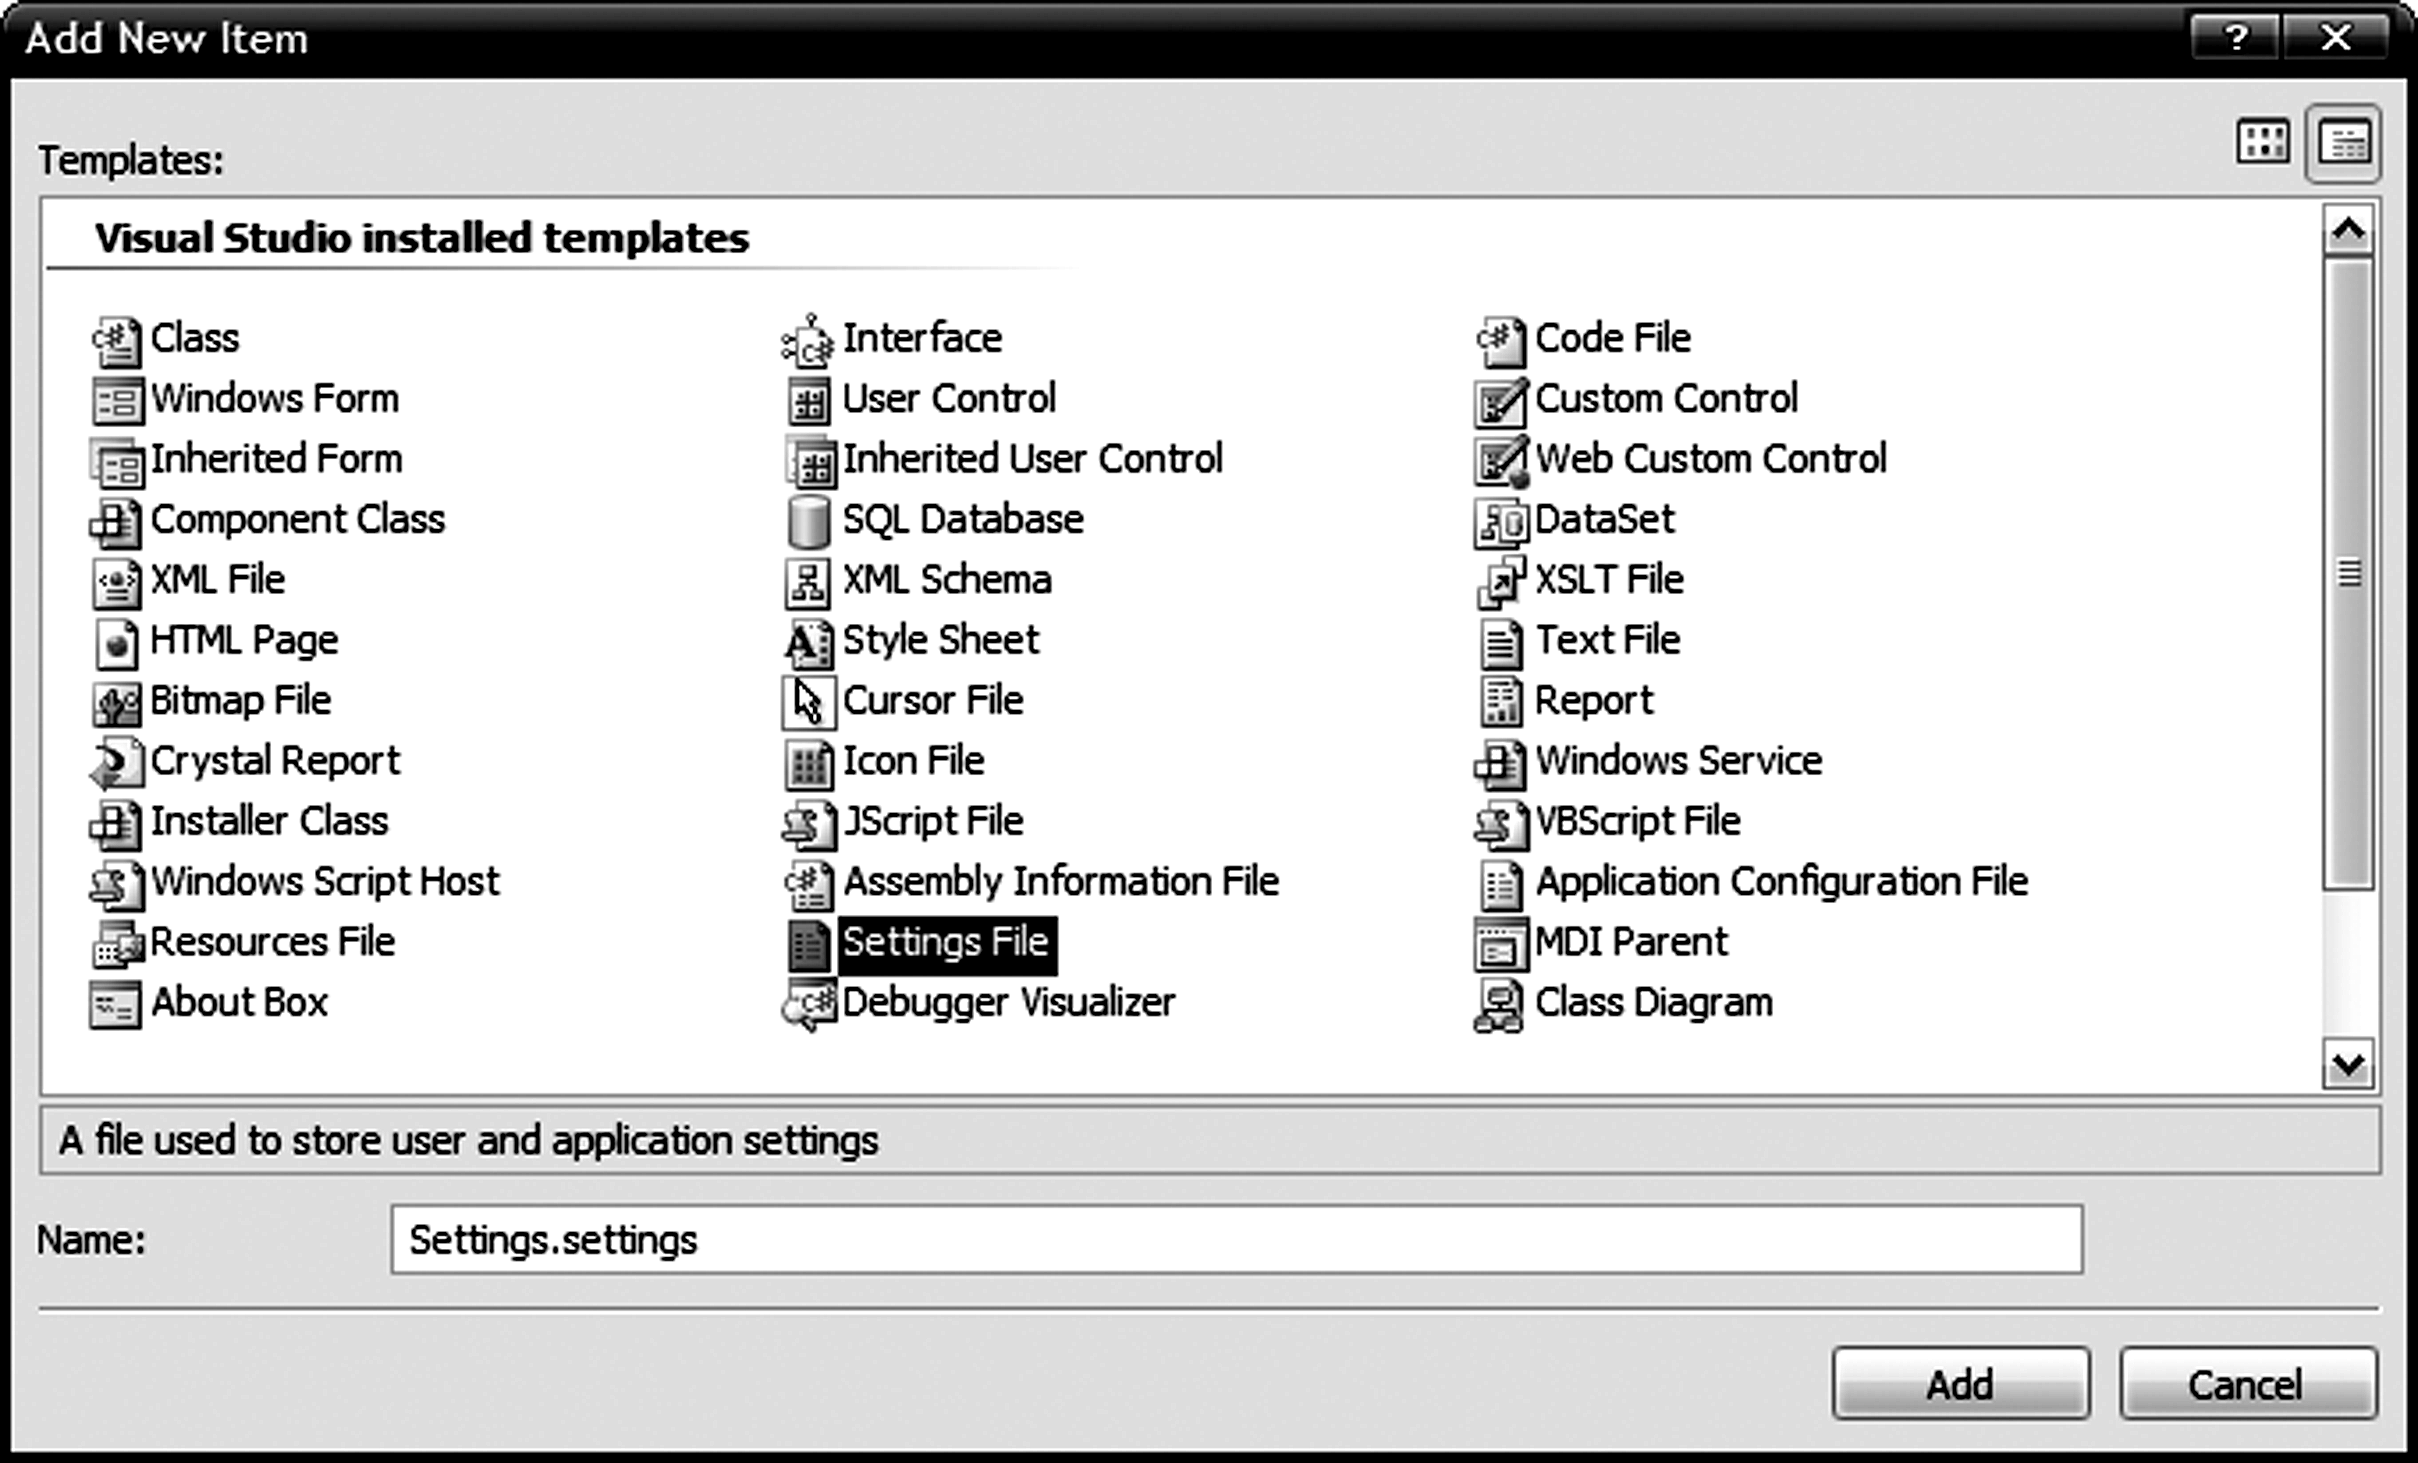 Add New Item
Templates:
Visual Studio installed templates
Class Interface Code File
Windows Form User Control Custom Control
Inherited Form Inherited User Control Web Custom Control
Component Class SQL Database DataSet
XML File XML Schema XSLT File
HTML Page Style Sheet Text File
Bitmap File Cursor File Report
Crystal Report Icon File Windows Service
Installer Class JScript File VBScript File
Windows Script Host Assembly Information File Application Configuration File
Resources File Settings File MDI Parent
About Box Debugger Visualizer Class Diagram
A file used to store user and application settings
Name: Settings.settings
Add Cancel